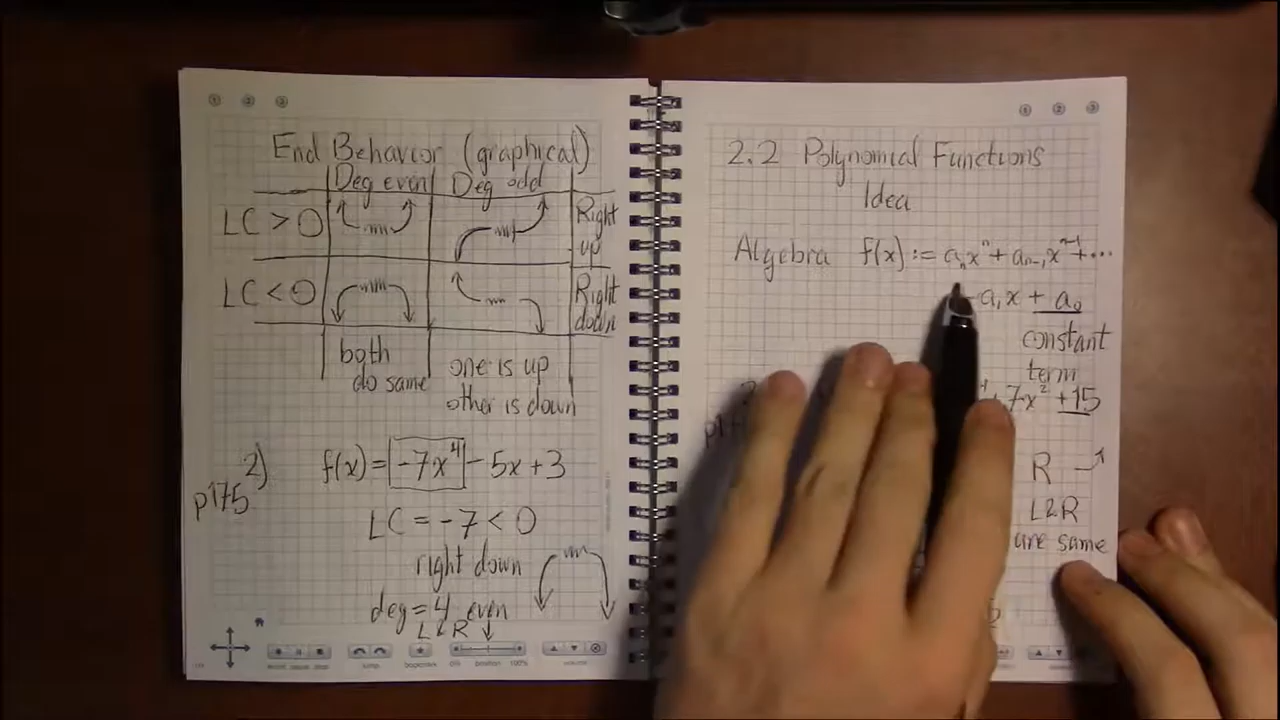 End Behavior (graphical)
Deg even Deg odd
LC > 0 Right up
LC < 0 Right down
both do same
one is up
other is down
2) f(x) = -7x⁴ - 5x + 3
p175
LC = -7 < 0
right down
deg = 4 even
L & R ↓
2.2 Polynomial Functions
Idea
Algebra f(x) := aₙxⁿ + aₙ₋₁xⁿ⁻¹ + ...
a₁x + a₀
constant
term
+ 7x² + 15
R
L & R
are same